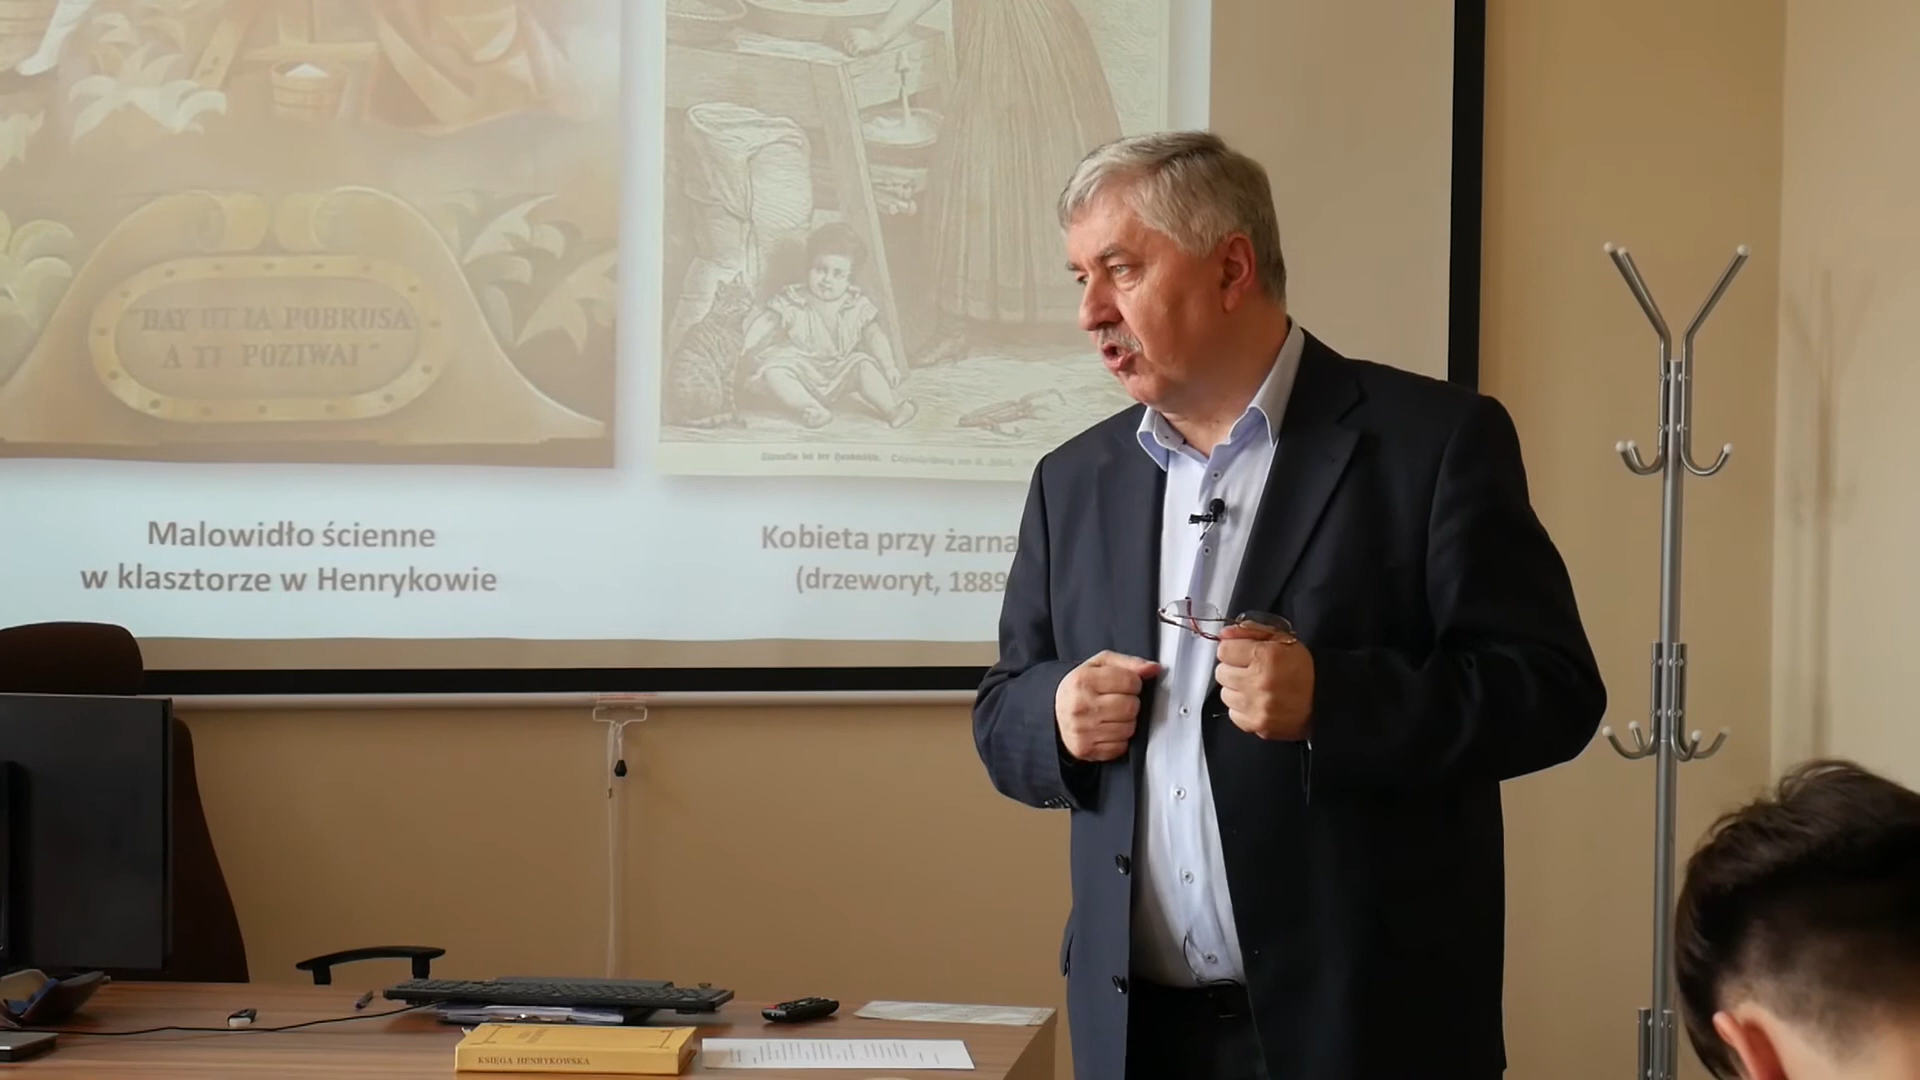 "DAY UT IA POBRUSA
A TI POZIWAI"
Malowidło ścienne
w klasztorze w Henrykowie
Kobieta przy żarna
(drzeworyt, 1889
KSIĘGA HENRYKOWSKA